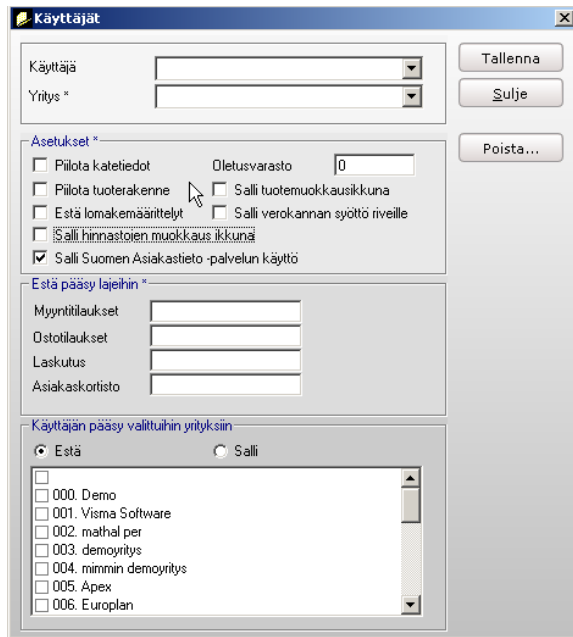 Käyttäjät
Käyttäjä
Tallenna
Yritys *
Sulje
Asetukset *
Poista...
Piilota katetiedot Oletusvarasto 0
Piilota tuoterakenne Salli tuotemuokkausikkuna
Estä lomakemäärittelyt Salli verokannan syöttö riveille
Salli hinnastojen muokkaus ikkuna
Salli Suomen Asiakastieto -palvelun käyttö
Estä pääsy lajeihin *
Myyntitilaukset
Ostotilaukset
Laskutus
Asiakaskortisto
Käyttäjän pääsy valittuihin yrityksiin
Estä Salli
000. Demo
001. Visma Software
002. mathal per
003. demoyritys
004. mimmin demoyritys
005. Apex
006. Europlan